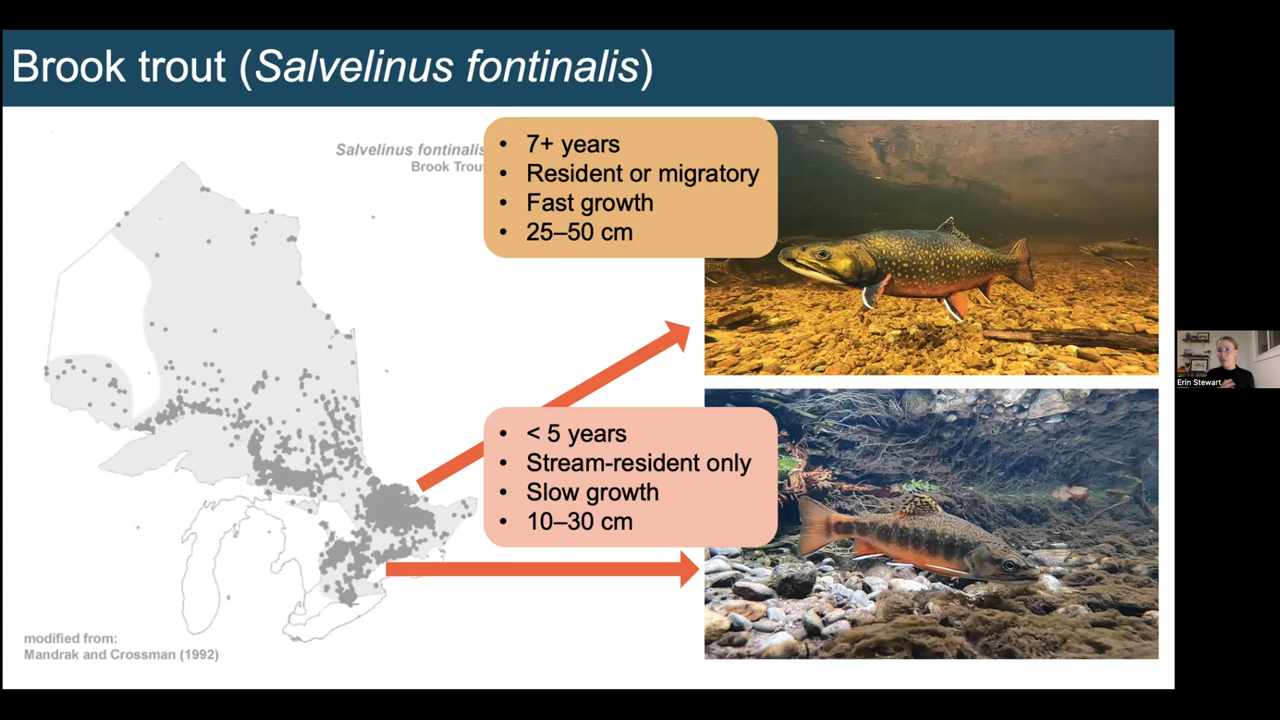 Brook trout (Salvelinus fontinalis)
Salvelinus fontinalis
Brook Trout
• 7+ years
• Resident or migratory
• Fast growth
• 25–50 cm
• < 5 years
• Stream-resident only
• Slow growth
• 10–30 cm
modified from:
Mandrak and Crossman (1992)
Erin Stewart